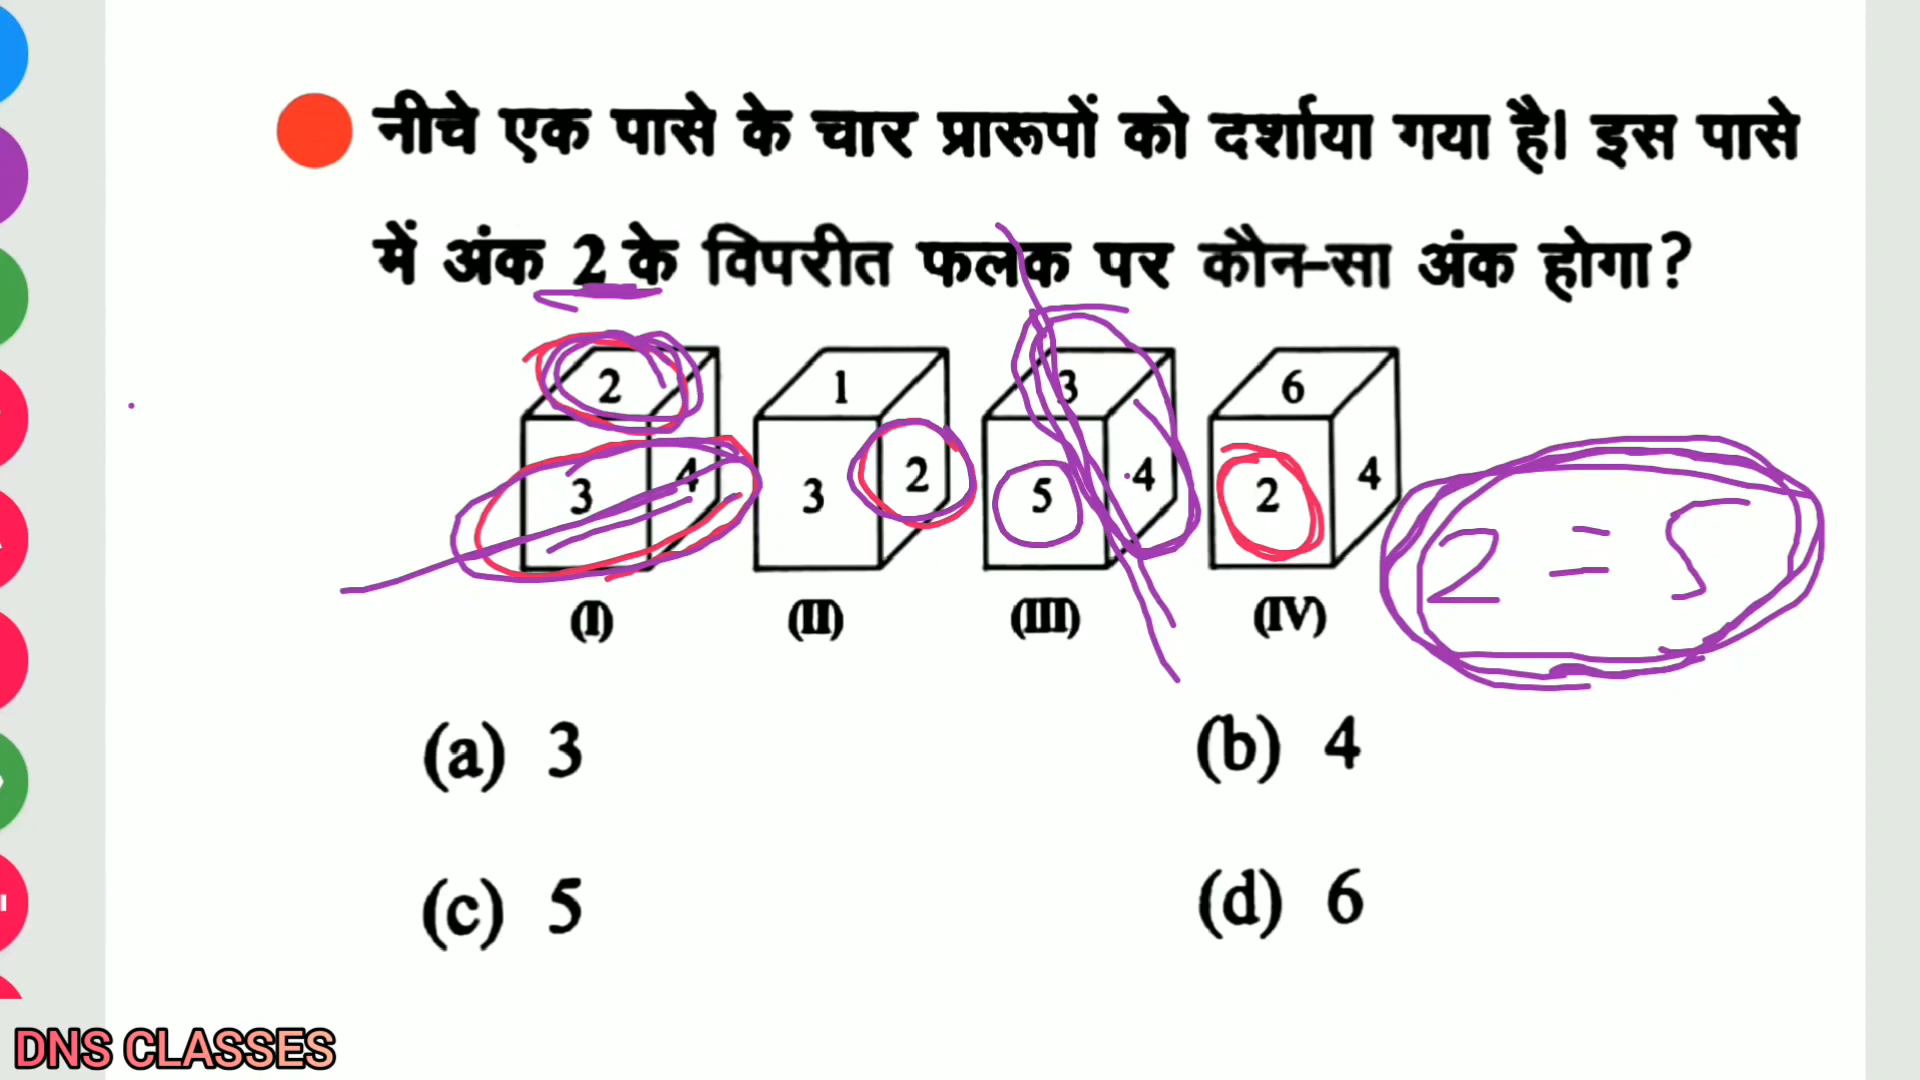 नीचे एक पासे के चार प्रारूपों को दर्शाया गया है। इस पासे
में अंक 2 के विपरीत फलक पर कौन-सा अंक होगा?
2 1 3 6
3 4 3 2 5 4 2 4
2 = 5
(I) (II) (III) (IV)
(a) 3 (b) 4
(c) 5 (d) 6
DNS CLASSES